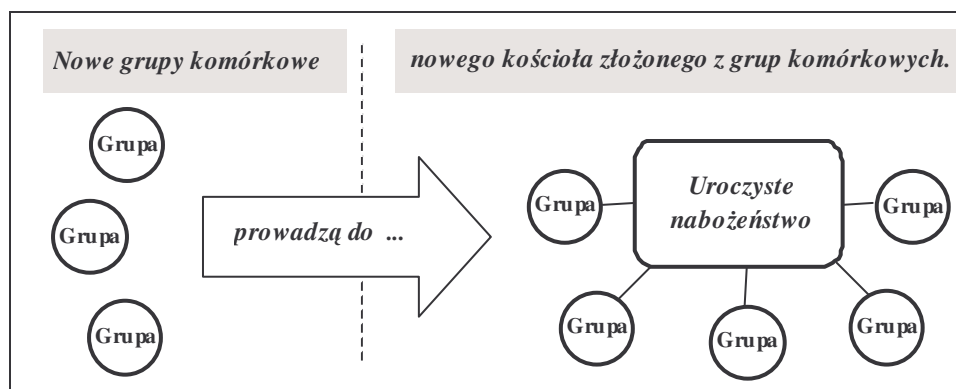 Nowe grupy komórkowe
nowego kościoła złożonego z grup komórkowych.
Grupa
Grupa
Grupa
prowadzą do ...
Uroczyste
nabożeństwo
Grupa
Grupa
Grupa
Grupa
Grupa